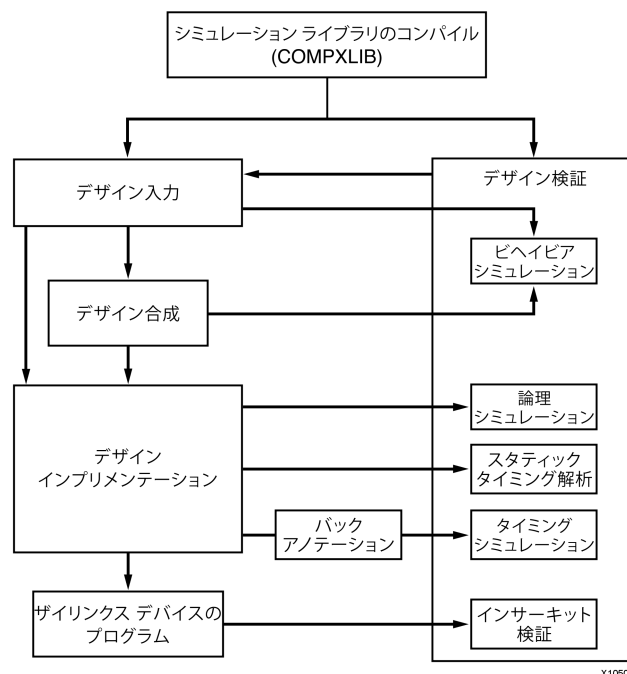 シミュレーション ライブラリのコンパイル
(COMPXLIB)
デザイン入力
デザイン検証
ビヘイビア
シミュレーション
デザイン合成
論理
シミュレーション
デザイン
インプリメンテーション
スタティック
タイミング解析
バック
アノテーション
タイミング
シミュレーション
ザイリンクス デバイスの
プログラム
インサーキット
検証
X1050